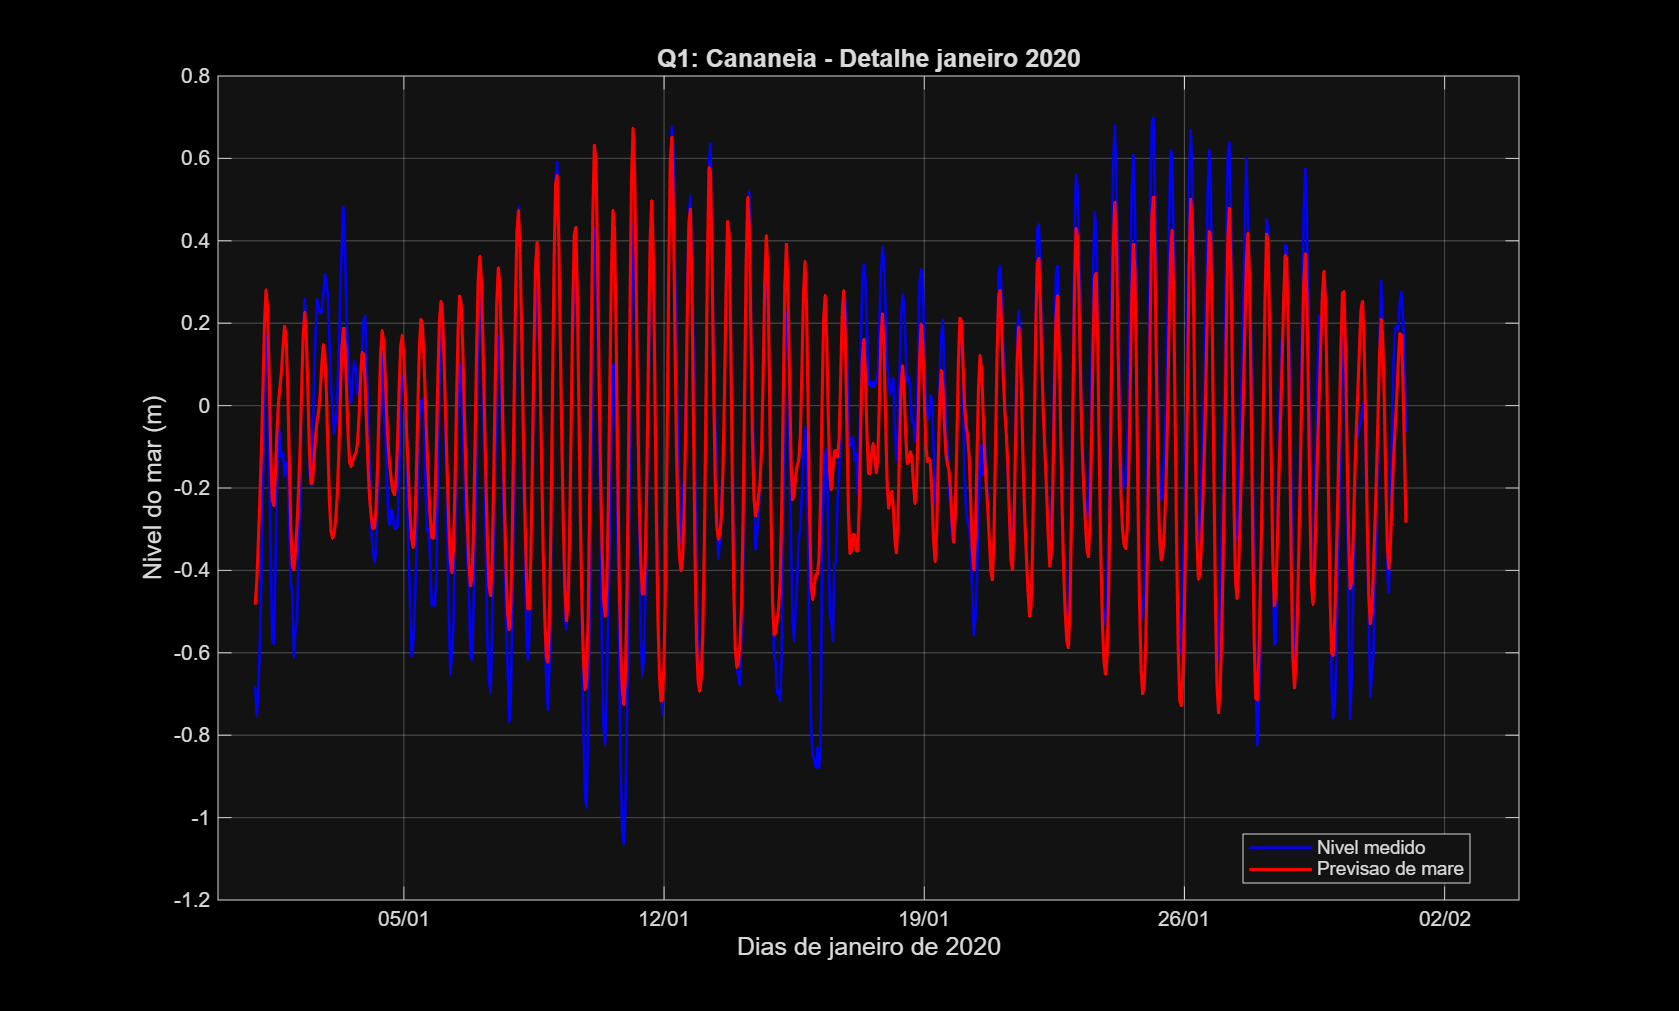 Q1: Cananeia - Detalhe janeiro 2020
0.8
0.6
0.4
0.2
0
-0.2
-0.4
-0.6
-0.8
-1
-1.2
Nivel do mar (m)
Nivel medido
Previsao de mare
05/01 12/01 19/01 26/01 02/02
Dias de janeiro de 2020